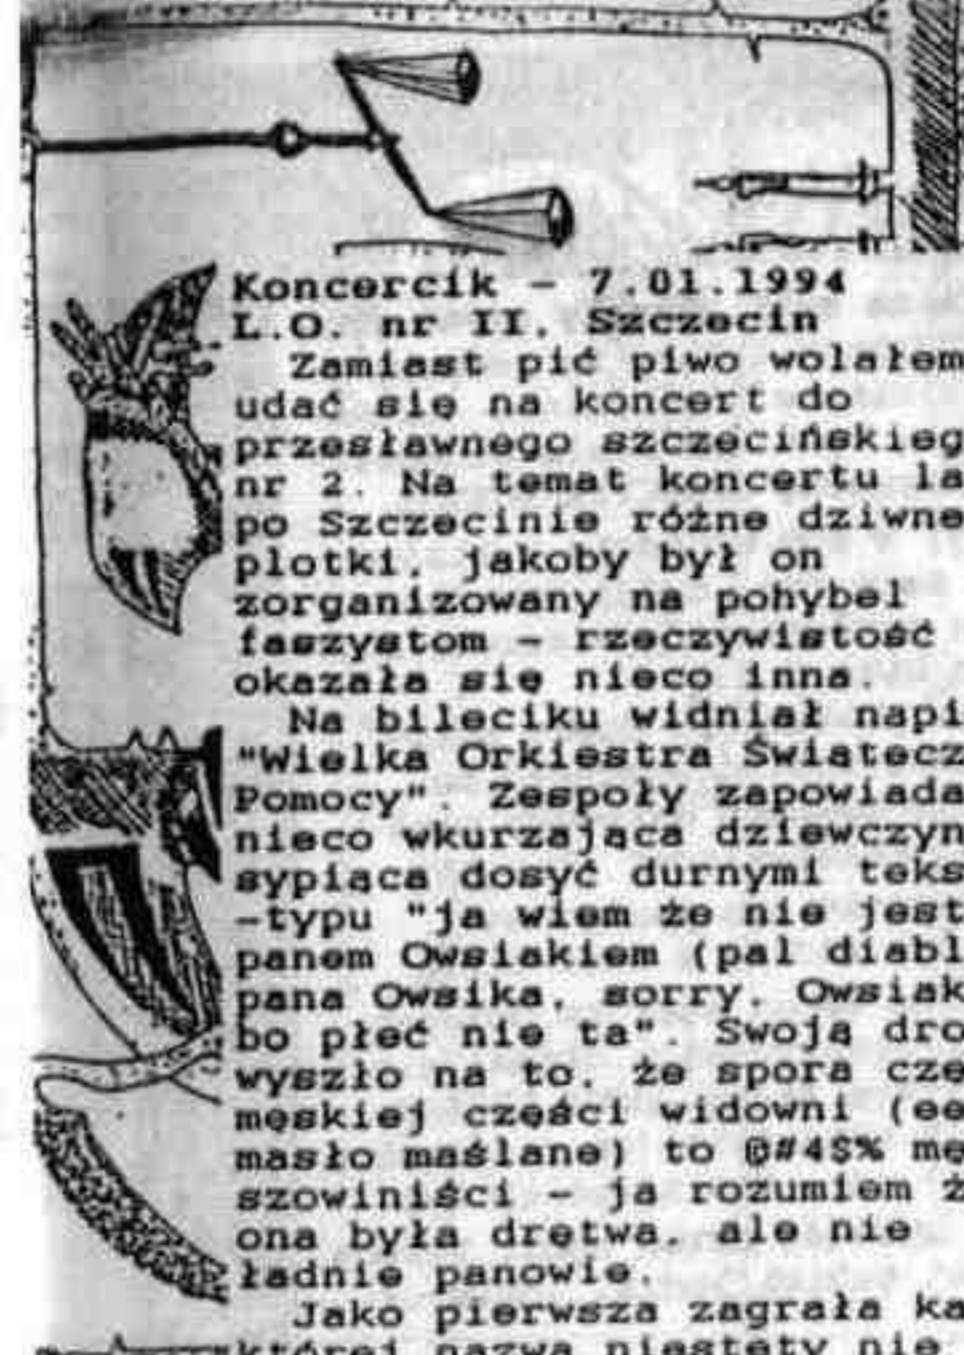 Koncercik - 7.01.1994
L.O. nr II, Szczecin
Zamiast pić piwo wolałem
udać się na koncert do
przesławnego szczecińskieg
nr 2. Na temat koncertu la
po Szczecinie różne dziwne
plotki, jakoby był on
zorganizowany na pohybel
faszystom - rzeczywistość
okazała się nieco inna.
Na bileciku widniał napi
"Wielka Orkiestra Świątecz
Pomocy". Zespoły zapowiada
nieco wkurzająca dziewczyn
sypiąca dosyć durnymi teks
-typu "ja wiem że nie jest
panem Owsiakiem (pal diabl
pana Owsika, sorry, Owsiak
bo płeć nie ta". Swoją dro
wyszło na to, że spora czę
męskiej części widowni (ee
masło maślane) to @#4$% mę
szowiniści - ja rozumiem ż
ona była drętwa, ale nie
ładnie panowie.
Jako pierwsza zagrała ka
której nazwa niestety nie